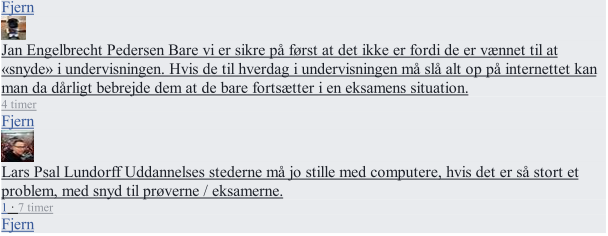 Fjern
Jan Engelbrecht Pedersen Bare vi er sikre på først at det ikke er fordi de er vænnet til at
«snyde» i undervisningen. Hvis de til hverdag i undervisningen må slå alt op på internettet kan
man da dårligt bebrejde dem at de bare fortsætter i en eksamens situation.
4 timer
Fjern
Lars Psal Lundorff Uddannelses stederne må jo stille med computere, hvis det er så stort et
problem, med snyd til prøverne / eksamerne.
1 · 7 timer
Fjern